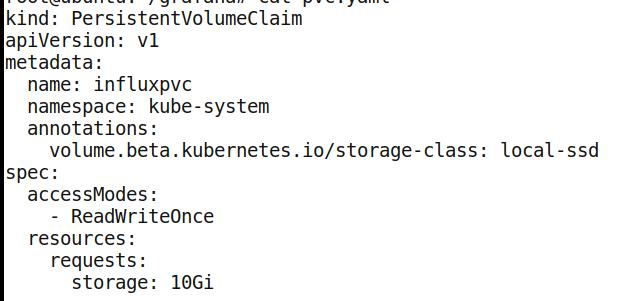 kind: PersistentVolumeClaim
apiVersion: v1
metadata:
  name: influxpvc
  namespace: kube-system
  annotations:
    volume.beta.kubernetes.io/storage-class: local-ssd
spec:
  accessModes:
    - ReadWriteOnce
  resources:
    requests:
      storage: 10Gi